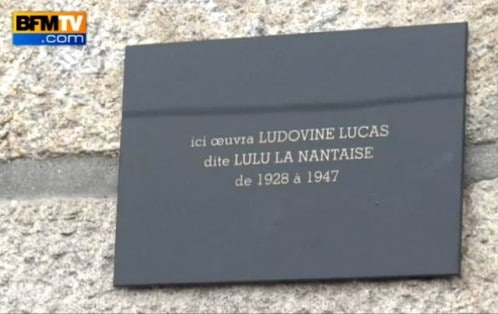 BFMTV
.com
ici œuvra LUDOVINE LUCAS
dite LULU LA NANTAISE
de 1928 à 1947